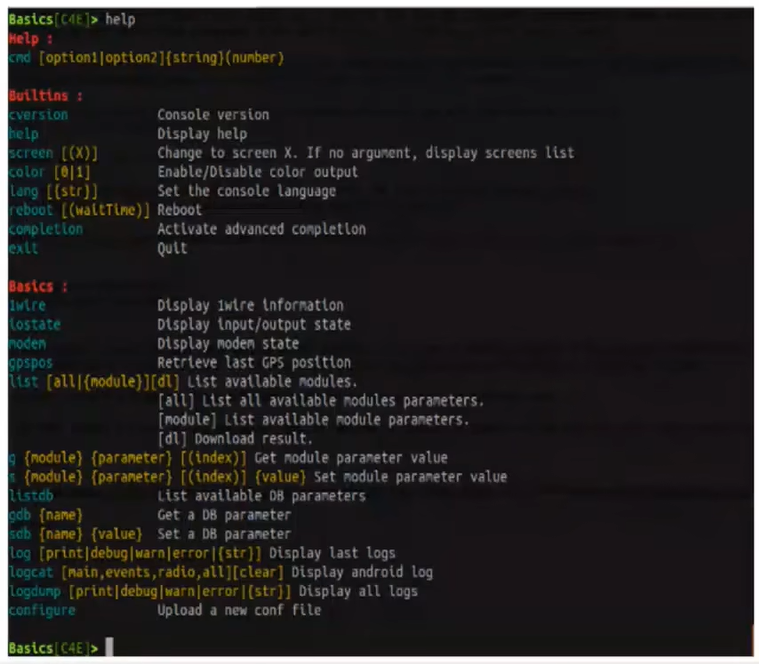 Basics[C4E]> help
Help :
cmd [option1|option2]{string}(number)
Builtins :
cversion Console version
help Display help
screen [(X)] Change to screen X. If no argument, display screens list
color [0|1] Enable/Disable color output
lang [{str}] Set the console language
reboot [(waitTime)] Reboot
completion Activate advanced completion
exit Quit
Basics :
1wire Display 1wire information
iostate Display input/output state
modem Display modem state
gpspos Retrieve last GPS position
list [all|{module}][dl] List available modules.
[all] List all available modules parameters.
[module] List available module parameters.
[dl] Download result.
g {module} {parameter} [(index)] Get module parameter value
s {module} {parameter} [(index)] {value} Set module parameter value
listdb List available DB parameters
gdb {name} Get a DB parameter
sdb {name} {value} Set a DB parameter
log [print|debug|warn|error|{str}] Display last logs
logcat [main,events,radio,all][clear] Display android log
logdump [print|debug|warn|error|{str}] Display all logs
configure Upload a new conf file
Basics[C4E]>